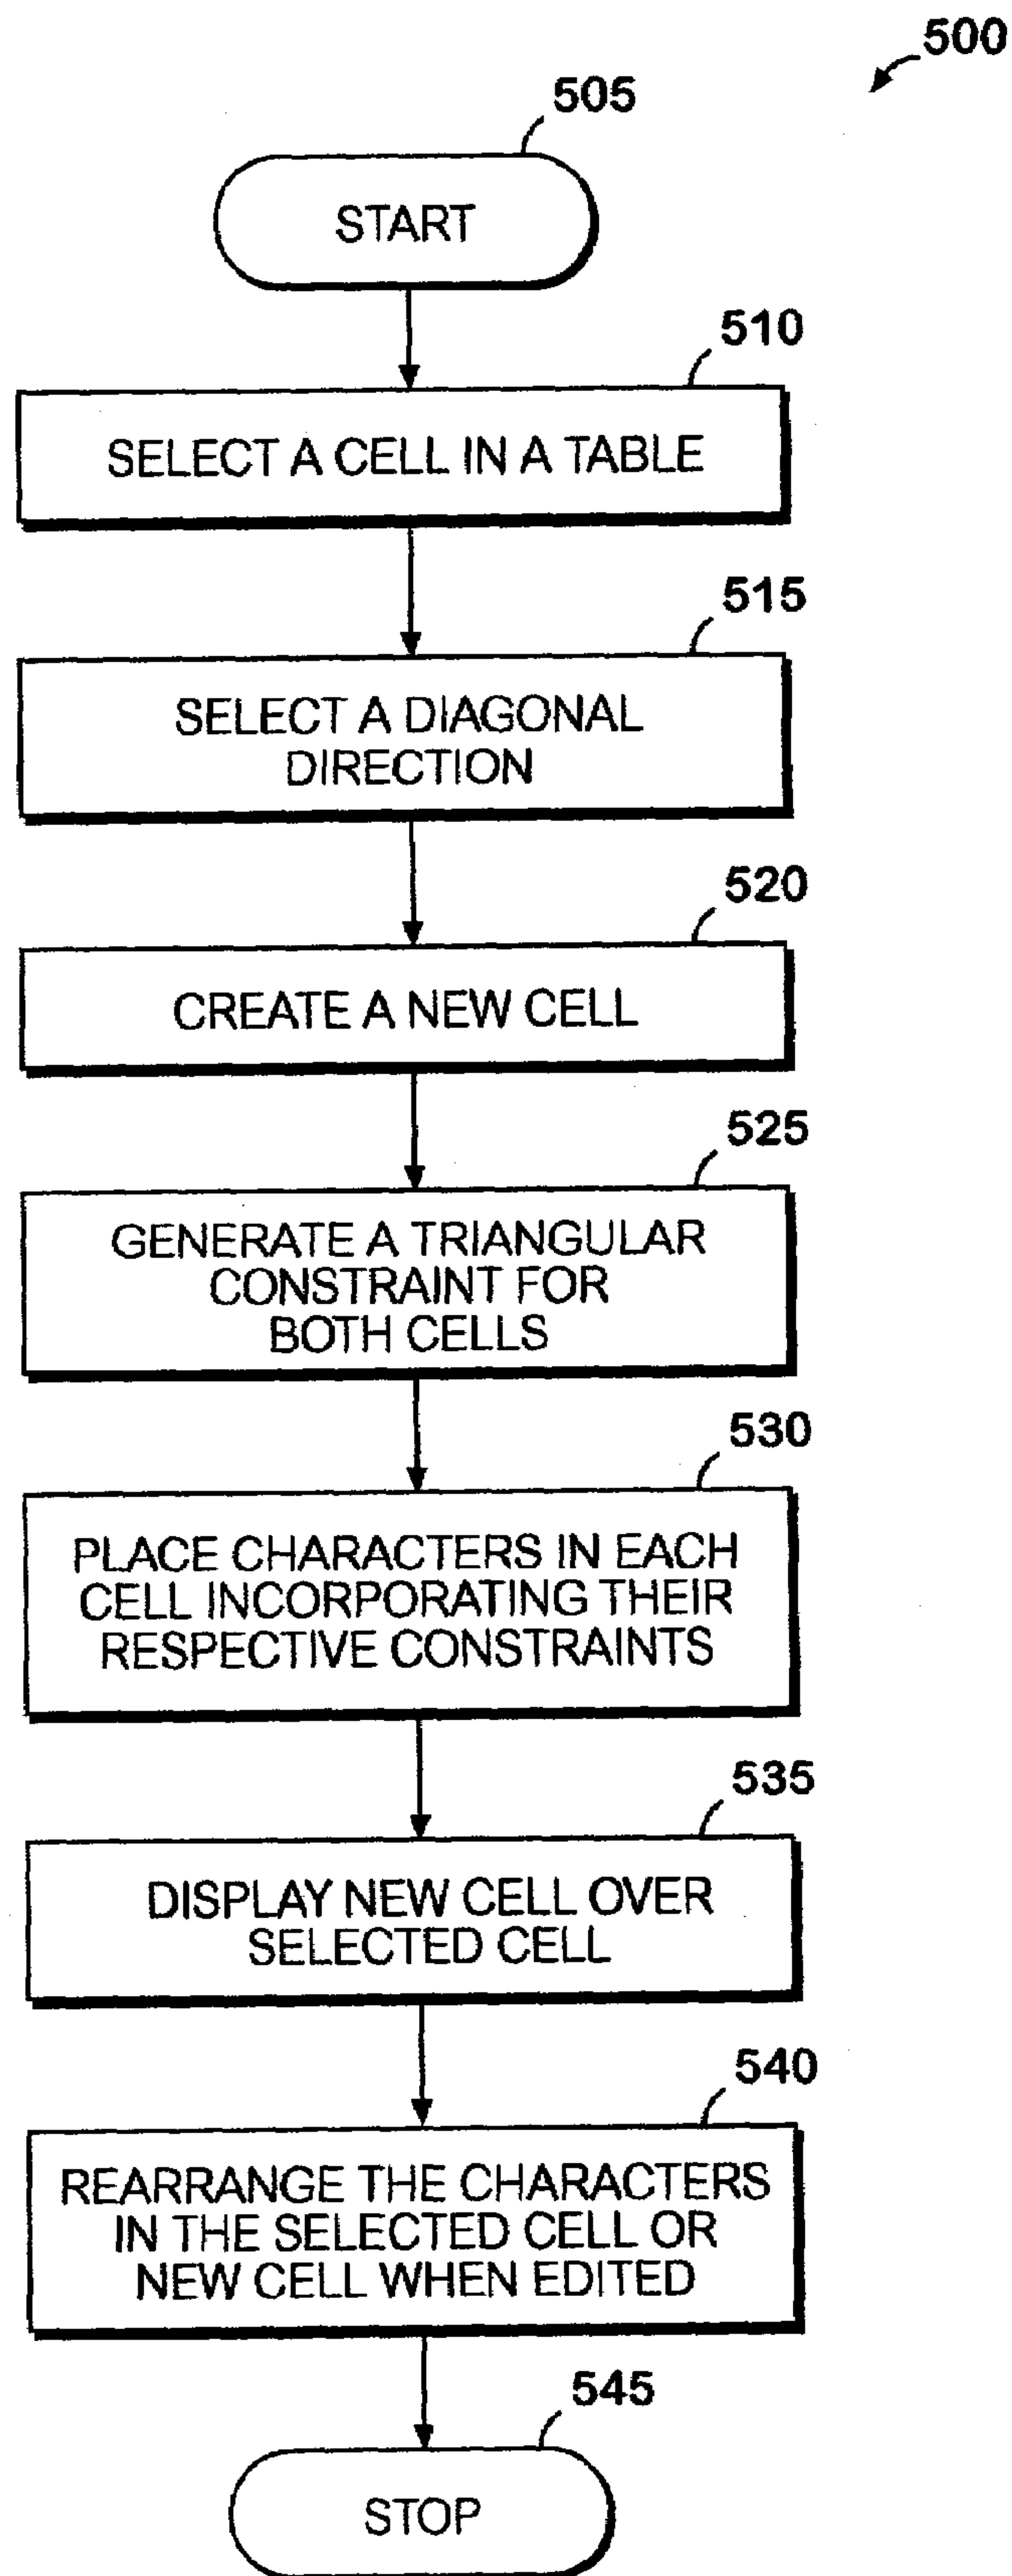 500
505
START
510
SELECT A CELL IN A TABLE
515
SELECT A DIAGONAL
DIRECTION
520
CREATE A NEW CELL
525
GENERATE A TRIANGULAR
CONSTRAINT FOR
BOTH CELLS
530
PLACE CHARACTERS IN EACH
CELL INCORPORATING THEIR
RESPECTIVE CONSTRAINTS
535
DISPLAY NEW CELL OVER
SELECTED CELL
540
REARRANGE THE CHARACTERS
IN THE SELECTED CELL OR
NEW CELL WHEN EDITED
545
STOP